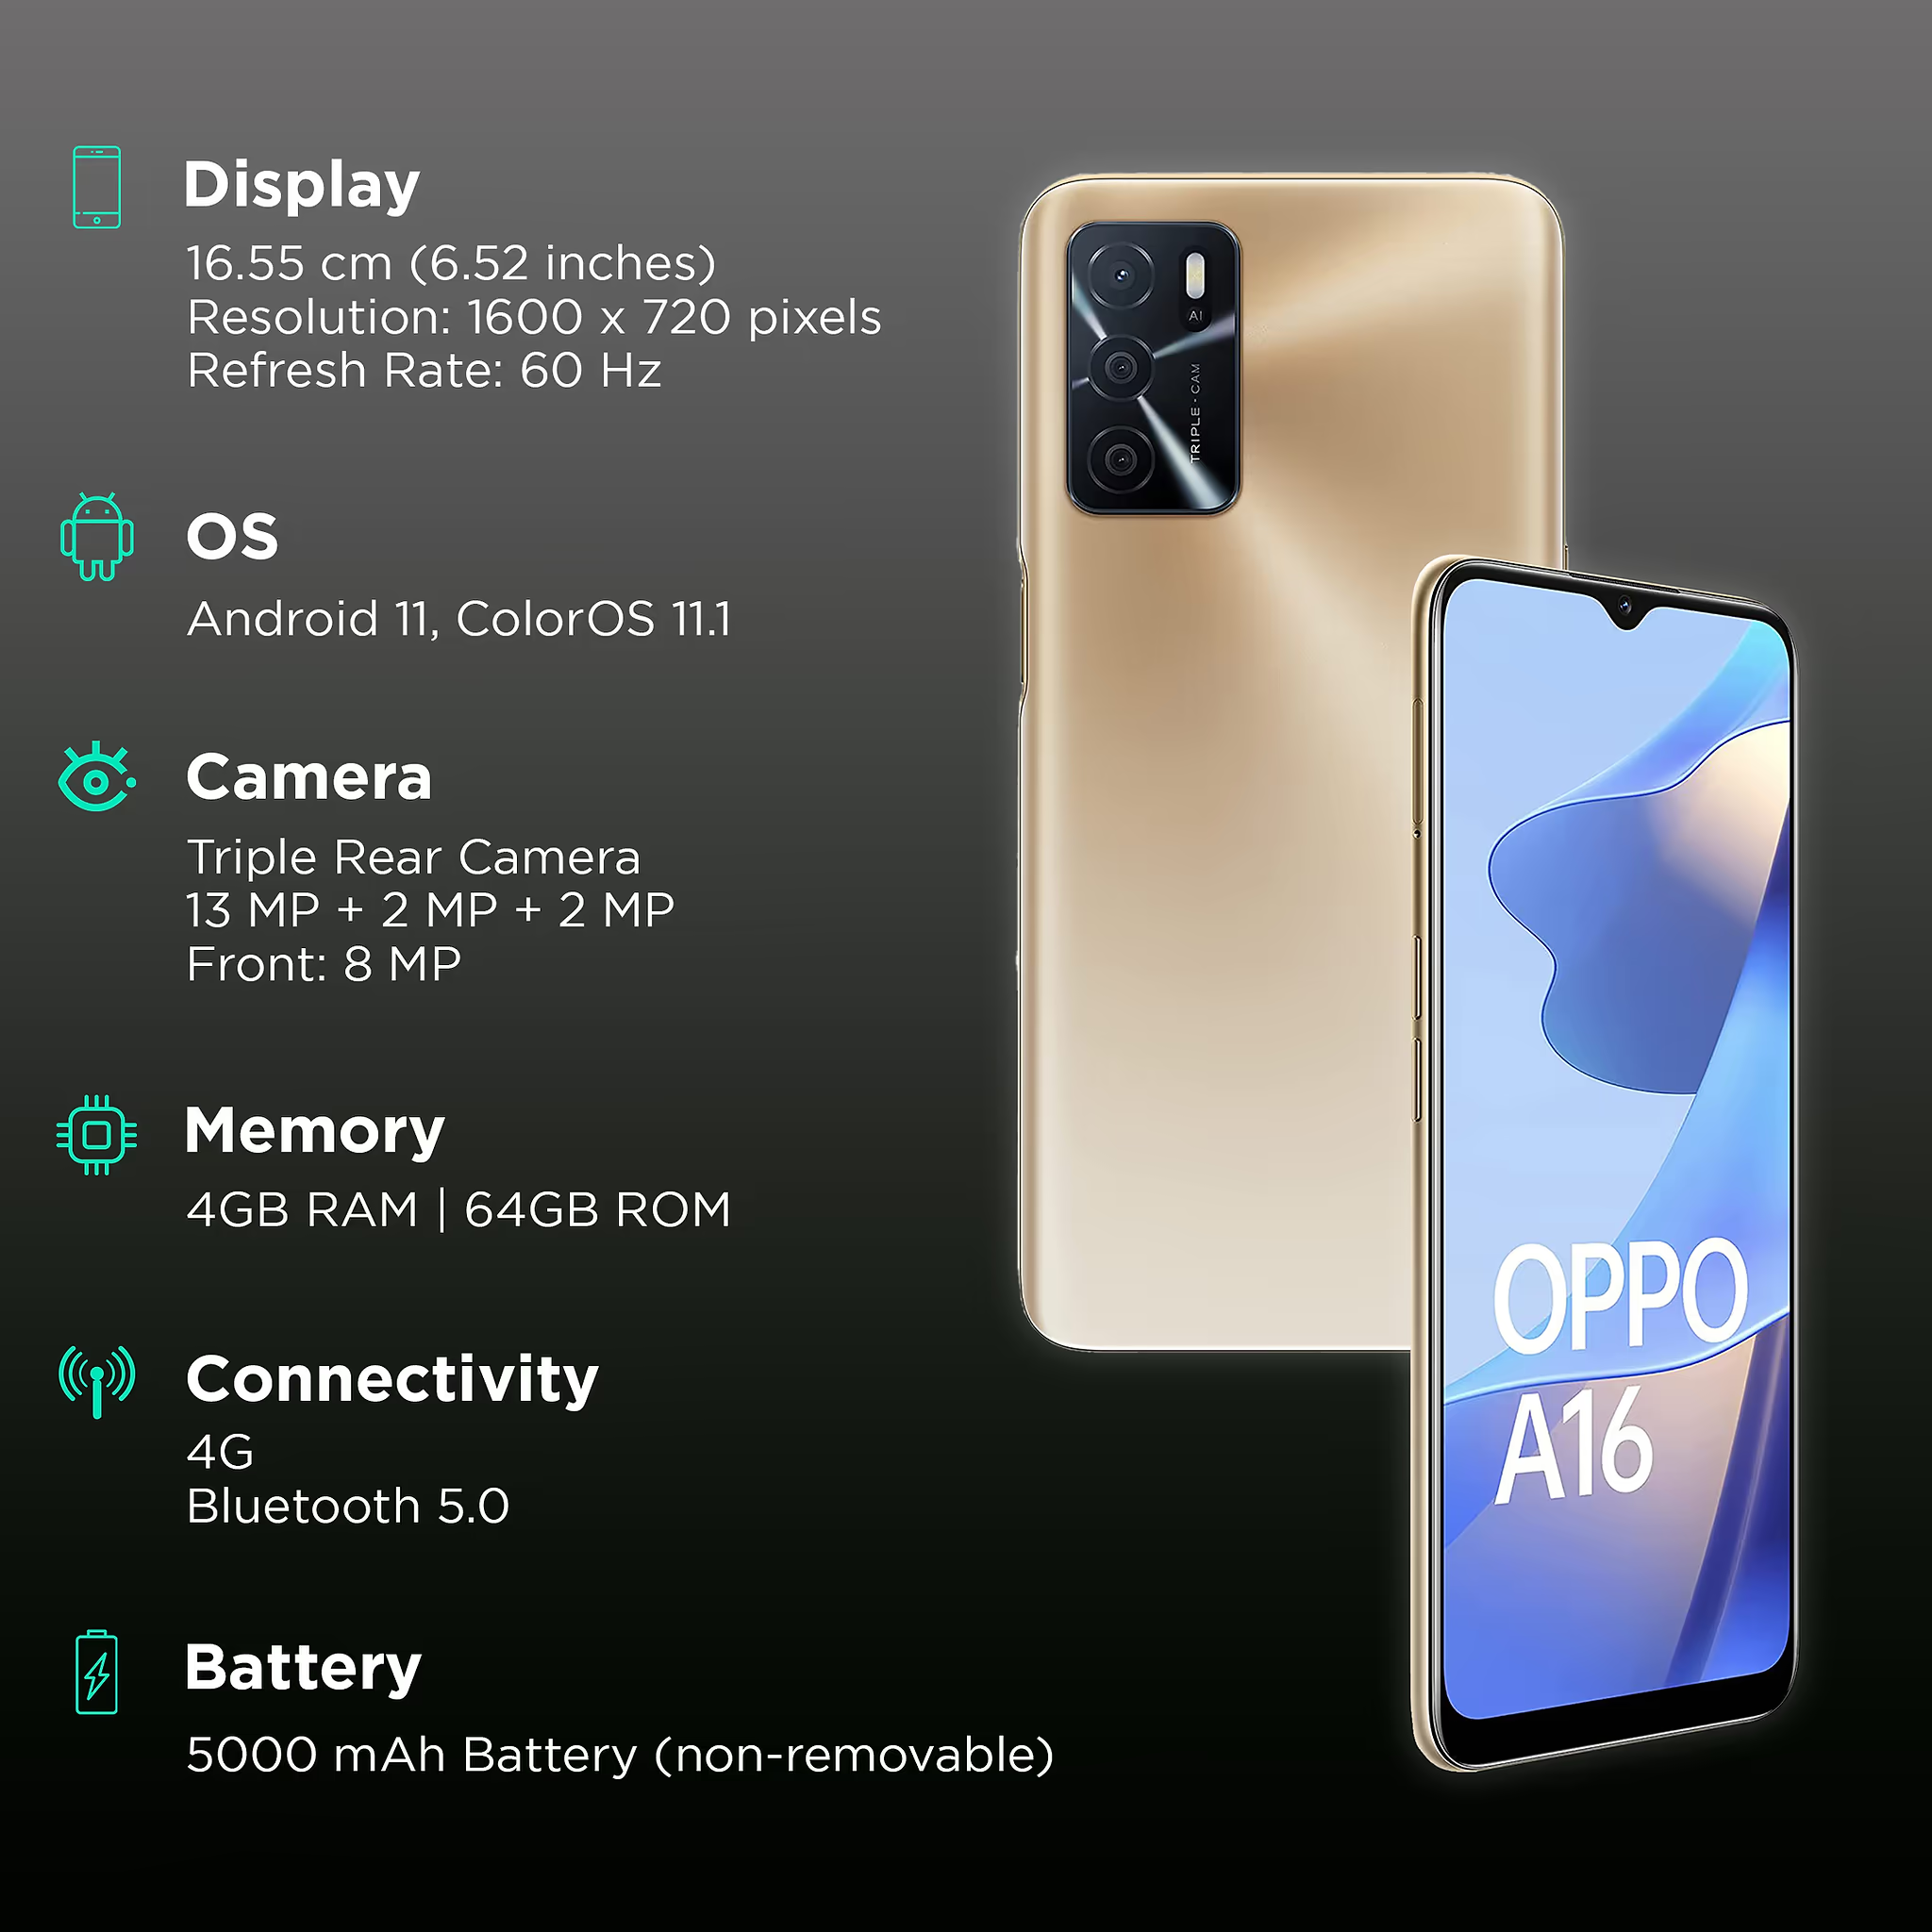 Display
16.55 cm (6.52 inches)
Resolution: 1600 x 720 pixels
Refresh Rate: 60 Hz
OS
Android 11, ColorOS 11.1
Camera
Triple Rear Camera
13 MP + 2 MP + 2 MP
Front: 8 MP
Memory
4GB RAM | 64GB ROM
Connectivity
4G
Bluetooth 5.0
Battery
5000 mAh Battery (non-removable)
AI
TRIPLE - CAM
OPPO
A16